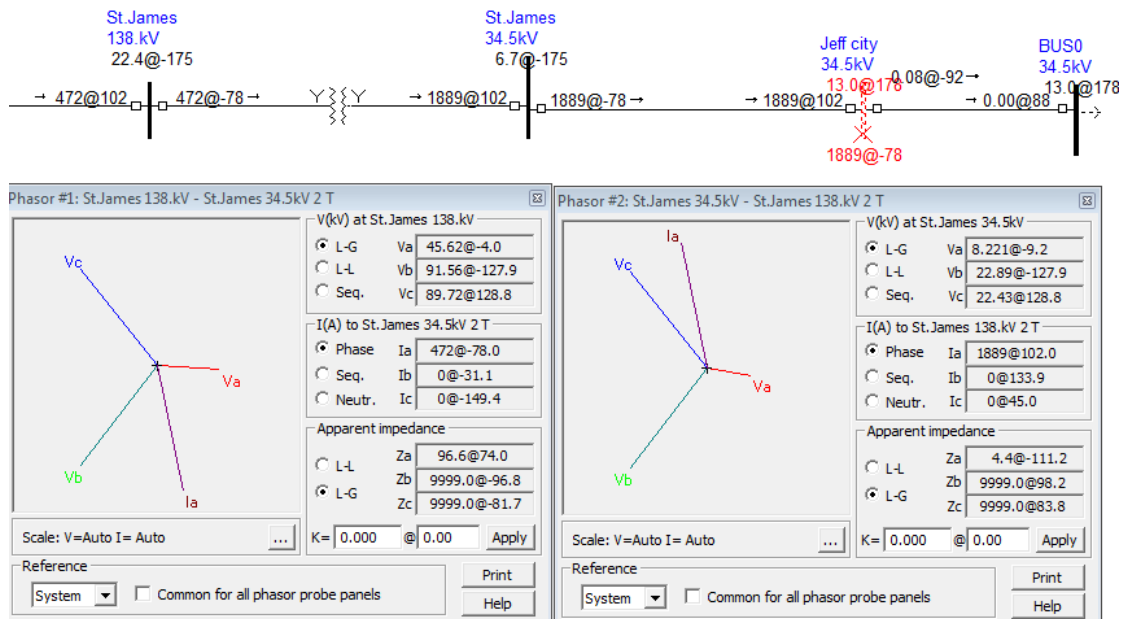 St.James
138.kV
22.4@-175
St.James
34.5kV
6.7@-175
Jeff city
34.5kV
13.0@178
0.08@-92→
BUS0
34.5kV
13.0@178
→ 472@102
472@-78 →
Y Y
→ 1889@102
1889@-78 →
→ 1889@102
→ 0.00@88
1889@-78
Phasor #1: St.James 138.kV - St.James 34.5kV 2 T
Vc
Va
Vb
Ia
V(kV) at St.James 138.kV
L-G Va 45.62@-4.0
L-L Vb 91.56@-127.9
Seq. Vc 89.72@128.8
I(A) to St.James 34.5kV 2 T
Phase Ia 472@-78.0
Seq. Ib 0@-31.1
Neutr. Ic 0@-149.4
Apparent impedance
Za 96.6@74.0
L-L Zb 9999.0@-96.8
L-G Zc 9999.0@-81.7
Scale: V=Auto I= Auto ...
K= 0.000 @ 0.00 Apply
Reference
System Common for all phasor probe panels
Print
Help
Phasor #2: St.James 34.5kV - St.James 138.kV 2 T
Ia
Vc
Va
Vb
V(kV) at St.James 34.5kV
L-G Va 8.221@-9.2
L-L Vb 22.89@-127.9
Seq. Vc 22.43@128.8
I(A) to St.James 138.kV 2 T
Phase Ia 1889@102.0
Seq. Ib 0@133.9
Neutr. Ic 0@45.0
Apparent impedance
Za 4.4@-111.2
L-L Zb 9999.0@98.2
L-G Zc 9999.0@83.8
Scale: V=Auto I= Auto ...
K= 0.000 @ 0.00 Apply
Reference
System Common for all phasor probe panels
Print
Help